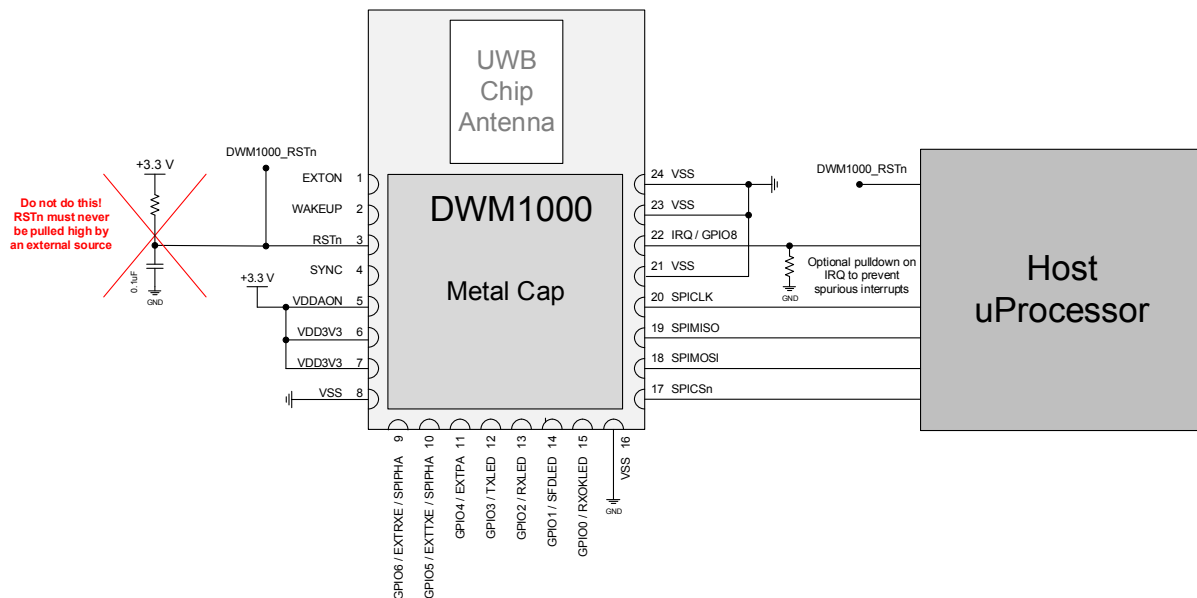 UWB
Chip
Antenna
DWM1000_RSTn
+3.3 V
Do not do this!
RSTn must never
be pulled high by
an external source
0.1uF
GND
+3.3 V
EXTON 1
WAKEUP 2
RSTn 3
SYNC 4
VDDAON 5
VDD3V3 6
VDD3V3 7
VSS 8
DWM1000
Metal Cap
24 VSS
23 VSS
22 IRQ / GPIO8
21 VSS
20 SPICLK
19 SPIMISO
18 SPIMOSI
17 SPICSn
Optional pulldown on
IRQ to prevent
spurious interrupts
GND
DWM1000_RSTn
Host
uProcessor
GPIO6 / EXTRXE / SPIPHA 9
GPIO5 / EXTTXE / SPIPHA 10
GPIO4 / EXTPA 11
GPIO3 / TXLED 12
GPIO2 / RXLED 13
GPIO1 / SFDLED 14
GPIO0 / RXOKLED 15
VSS 16
GND